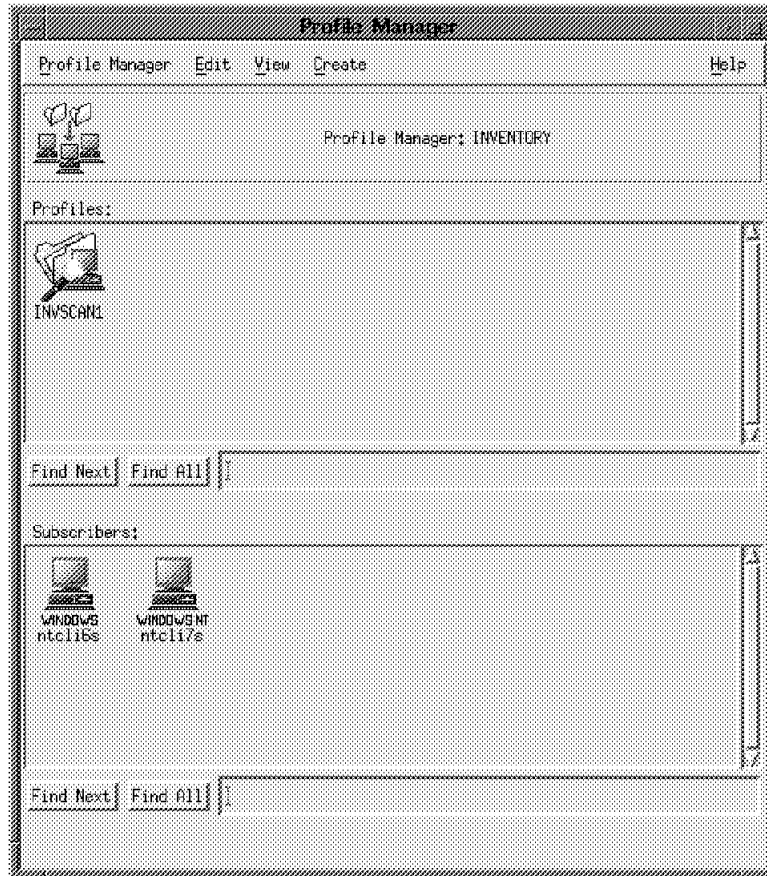 Profile Manager
Profile Manager Edit View Create Help
Profile Manager: INVENTORY
Profiles:
INVSCAN1
Find Next Find All
Subscribers:
WINDOWS WINDOWS NT
ntcli6s ntcli7s
Find Next Find All